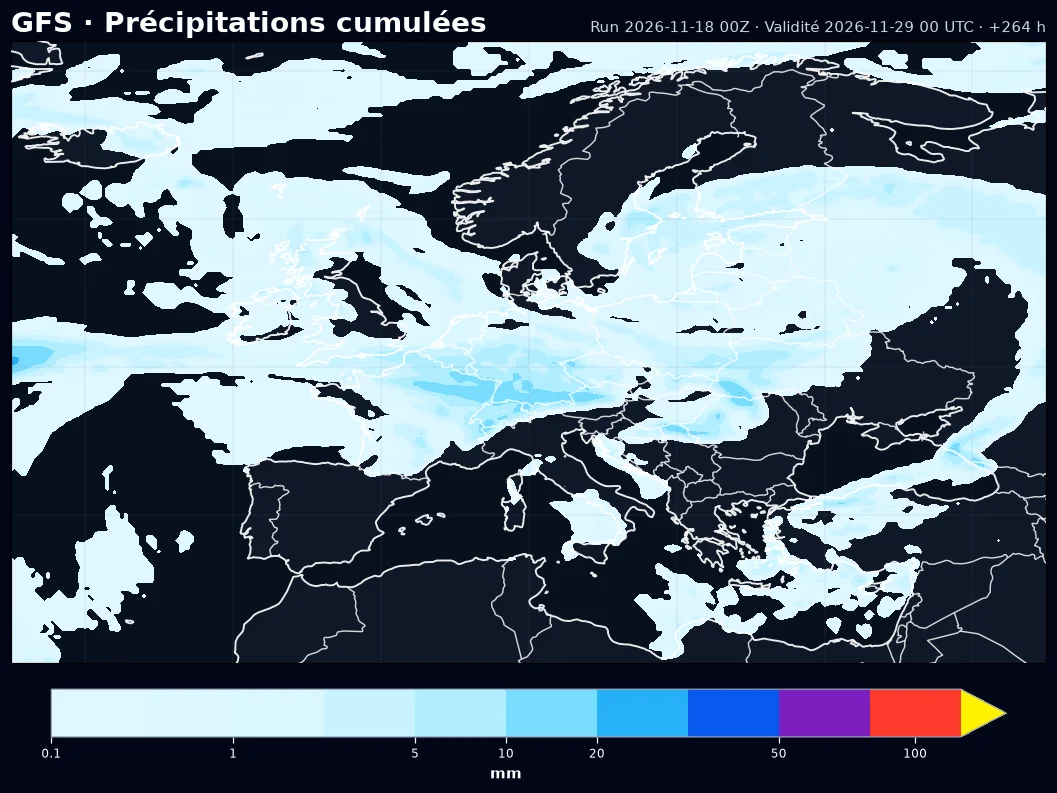 GFS · Précipitations cumulées
Run 2026-11-18 00Z · Validité 2026-11-29 00 UTC · +264 h
0.1 1 5 10 20 50 100
mm